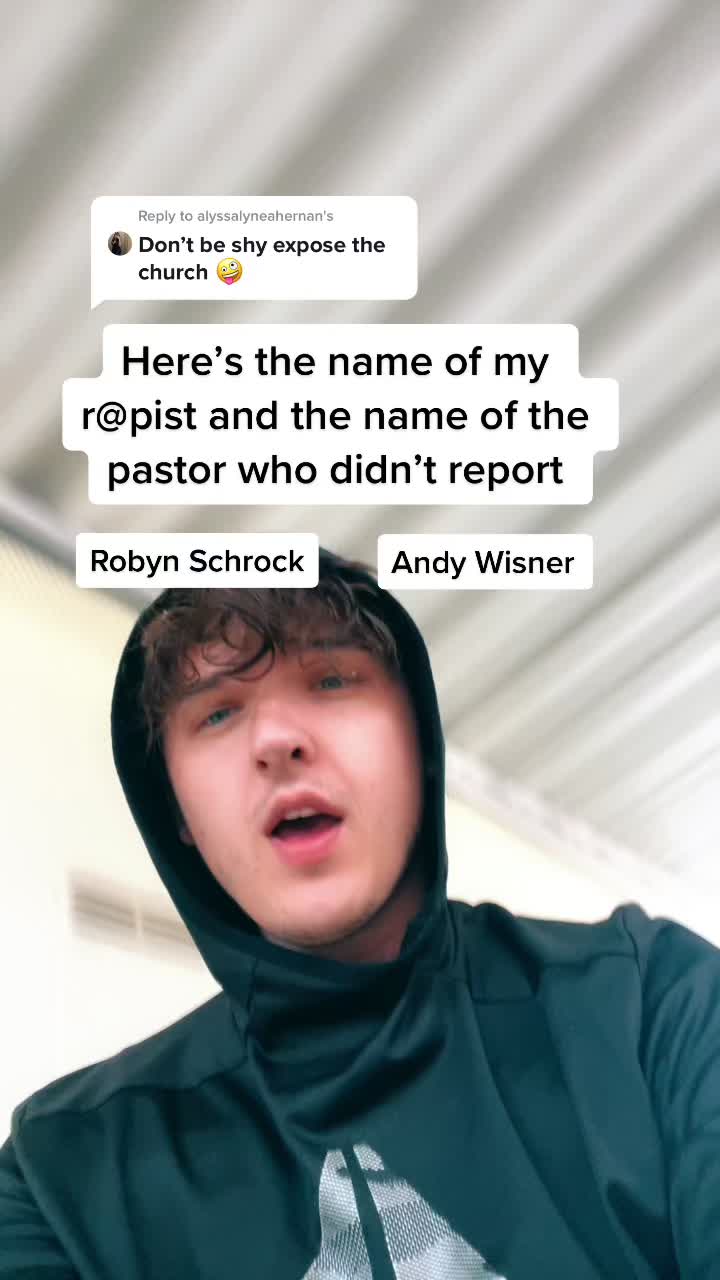 Reply to alyssalyneahernan's
Don’t be shy expose the
church 🤪
Here’s the name of my
r@pist and the name of the
pastor who didn’t report
Robyn Schrock
Andy Wisner